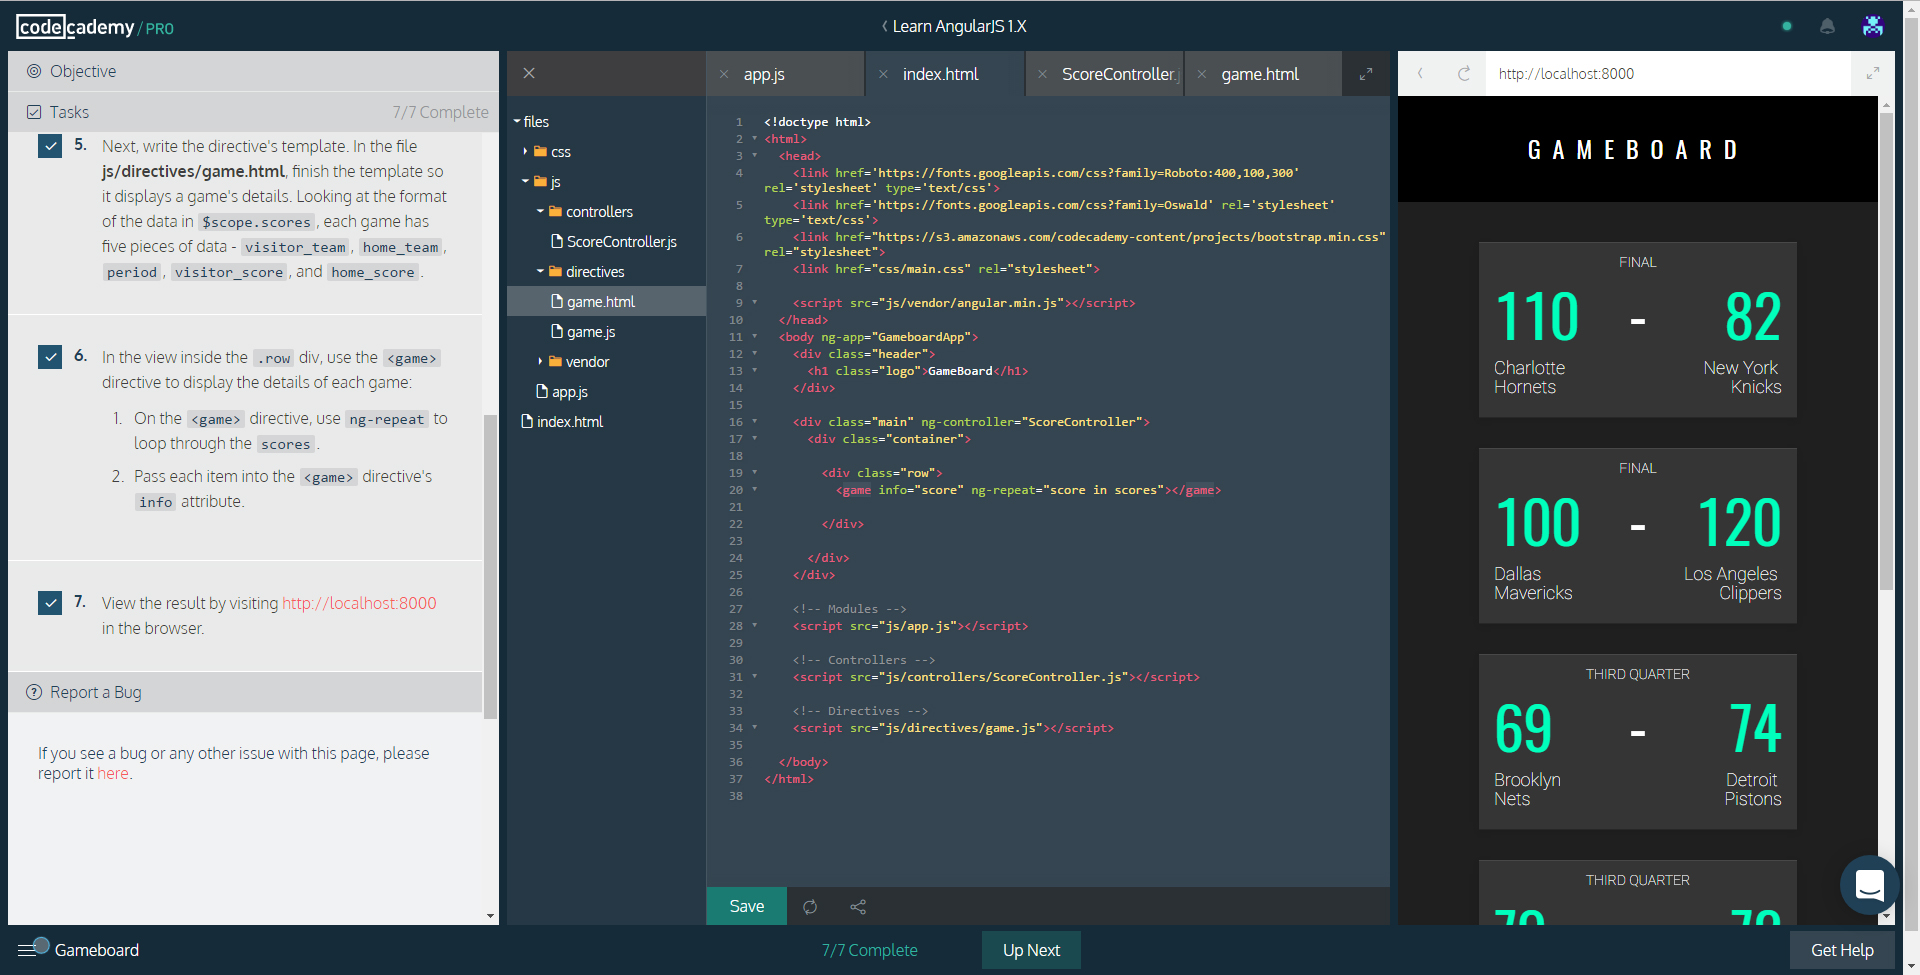 codecademy / PRO
Learn AngularJS 1.X
Objective
Tasks 7/7 Complete
5. Next, write the directive's template. In the file
js/directives/game.html, finish the template so
it displays a game's details. Looking at the format
of the data in $scope.scores, each game has
five pieces of data - visitor_team, home_team,
period, visitor_score, and home_score.
6. In the view inside the .row div, use the <game>
directive to display the details of each game:
1. On the <game> directive, use ng-repeat to
loop through the scores.
2. Pass each item into the <game> directive's
info attribute.
7. View the result by visiting http://localhost:8000
in the browser.
Report a Bug
If you see a bug or any other issue with this page, please
report it here.
files
css
js
controllers
ScoreController.js
directives
game.html
game.js
vendor
app.js
index.html
app.js
index.html
ScoreController.j
game.html
1 <!doctype html>
2 <html>
3 <head>
4 <link href='https://fonts.googleapis.com/css?family=Roboto:400,100,300'
rel='stylesheet' type='text/css'>
5 <link href='https://fonts.googleapis.com/css?family=Oswald' rel='stylesheet'
type='text/css'>
6 <link href="https://s3.amazonaws.com/codecademy-content/projects/bootstrap.min.css"
rel="stylesheet">
7 <link href="css/main.css" rel="stylesheet">
8
9 <script src="js/vendor/angular.min.js"></script>
10 </head>
11 <body ng-app="GameboardApp">
12 <div class="header">
13 <h1 class="logo">GameBoard</h1>
14 </div>
15
16 <div class="main" ng-controller="ScoreController">
17 <div class="container">
18
19 <div class="row">
20 <game info="score" ng-repeat="score in scores"></game>
21
22 </div>
23
24 </div>
25 </div>
26
27 <!-- Modules -->
28 <script src="js/app.js"></script>
29
30 <!-- Controllers -->
31 <script src="js/controllers/ScoreController.js"></script>
32
33 <!-- Directives -->
34 <script src="js/directives/game.js"></script>
35
36 </body>
37 </html>
38
Save
http://localhost:8000
GAMEBOARD
FINAL
110 - 82
Charlotte New York
Hornets Knicks
FINAL
100 - 120
Dallas Los Angeles
Mavericks Clippers
THIRD QUARTER
69 - 74
Brooklyn Detroit
Nets Pistons
THIRD QUARTER
Gameboard
7/7 Complete
Up Next
Get Help